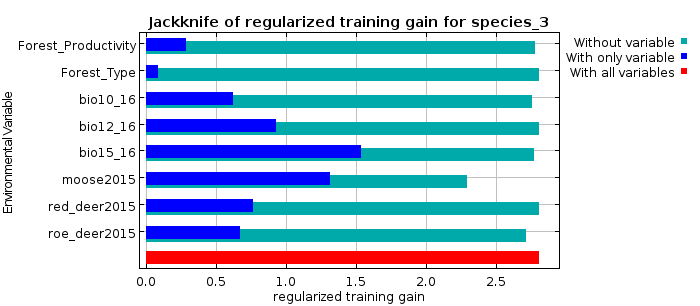 Jackknife of regularized training gain for species_3
Without variable
With only variable
With all variables
Environmental Variable
Forest_Productivity
Forest_Type
bio10_16
bio12_16
bio15_16
moose2015
red_deer2015
roe_deer2015
0.0 0.5 1.0 1.5 2.0 2.5
regularized training gain